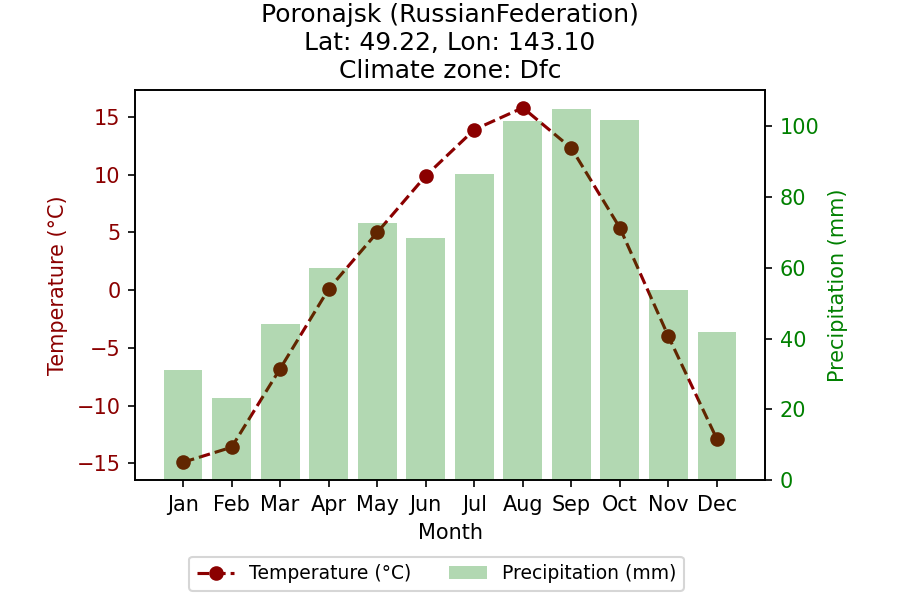 Poronajsk (RussianFederation)
Lat: 49.22, Lon: 143.10
Climate zone: Dfc
15
10
5
0
−5
−10
−15
Temperature (°C)
100
80
60
40
20
0
Precipitation (mm)
Jan Feb Mar Apr May Jun Jul Aug Sep Oct Nov Dec
Month
Temperature (°C) Precipitation (mm)